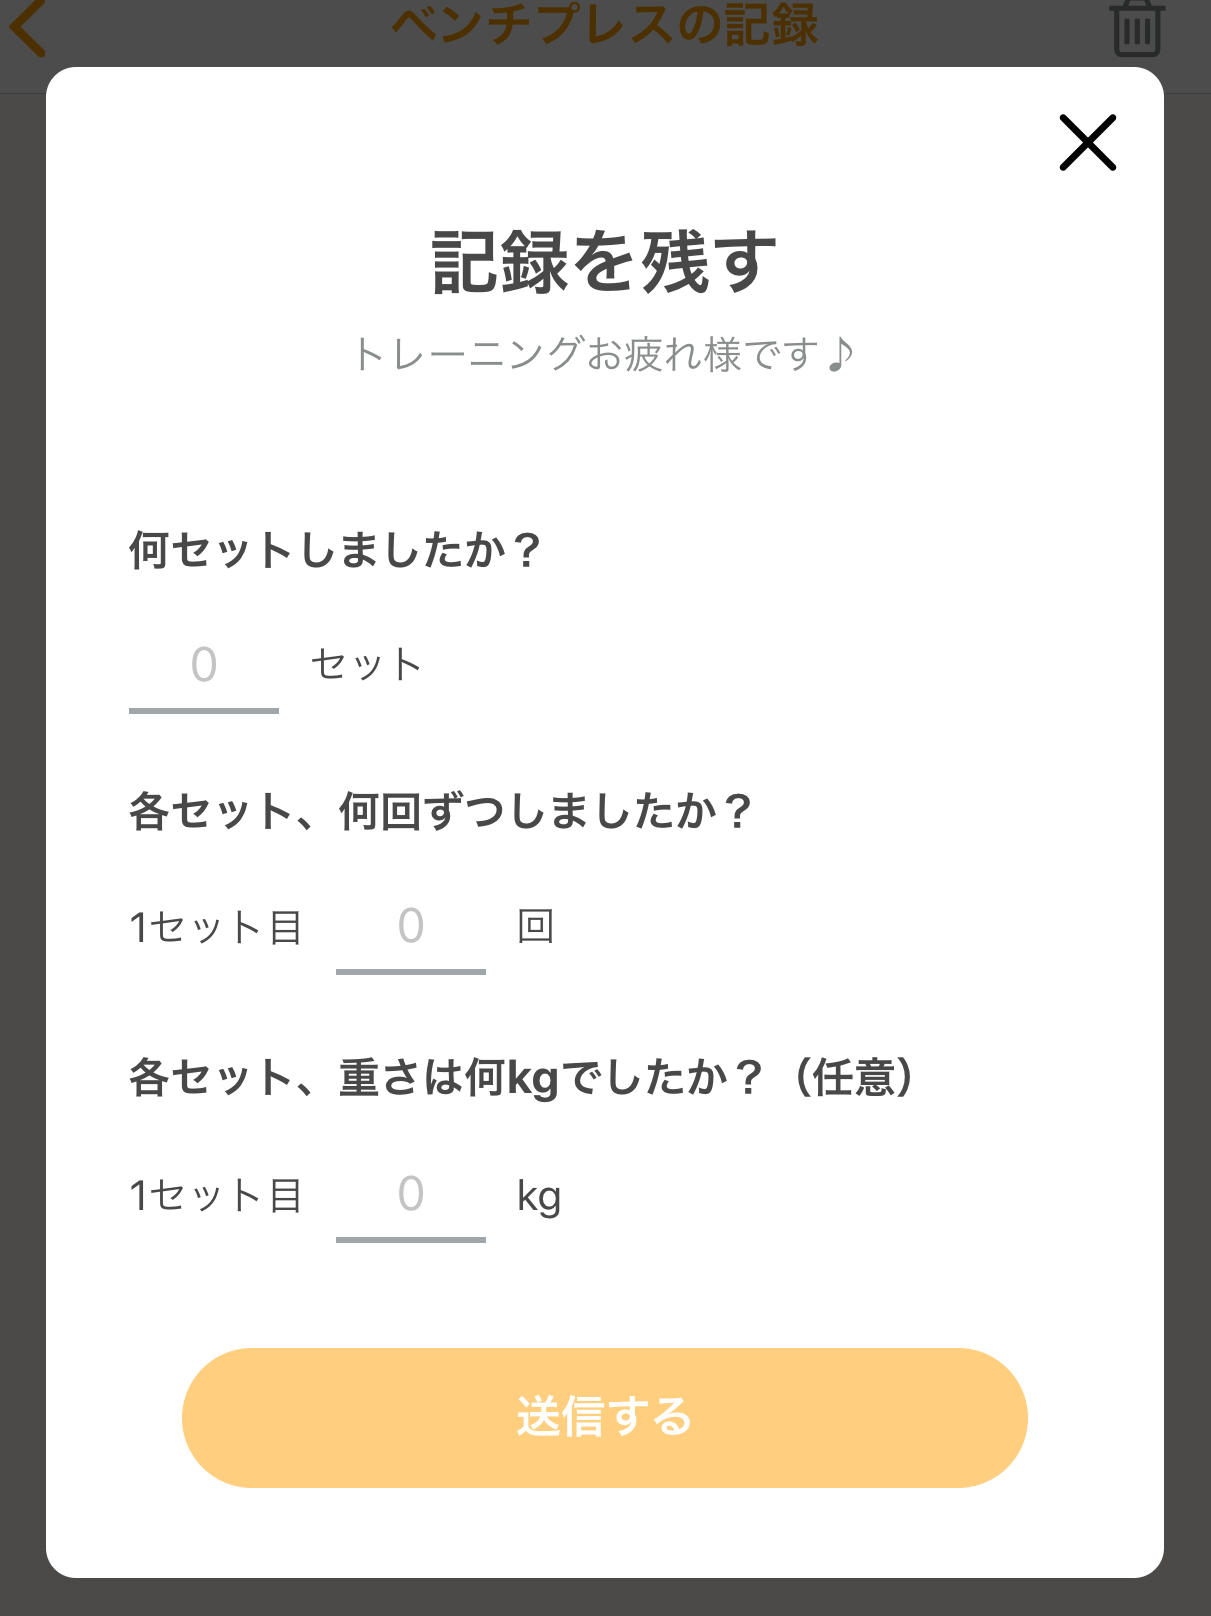 ベンチプレスの記録
記録を残す
トレーニングお疲れ様です♪
何セットしましたか？
0 セット
各セット、何回ずつしましたか？
1セット目 0 回
各セット、重さは何kgでしたか？（任意）
1セット目 0 kg
送信する